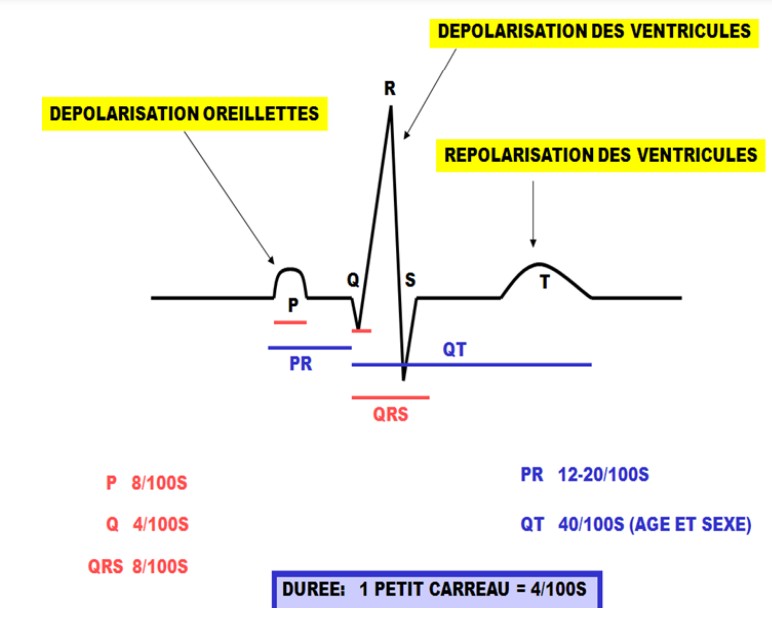 DEPOLARISATION DES VENTRICULES
R
DEPOLARISATION OREILLETTES
REPOLARISATION DES VENTRICULES
Q
S
T
P
QT
PR
QRS
P 8/100S
PR 12-20/100S
Q 4/100S
QT 40/100S (AGE ET SEXE)
QRS 8/100S
DUREE: 1 PETIT CARREAU = 4/100S